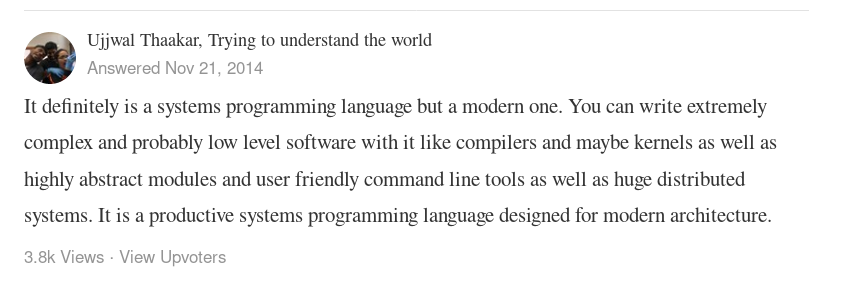 Ujjwal Thaakar, Trying to understand the world
Answered Nov 21, 2014
It definitely is a systems programming language but a modern one. You can write extremely
complex and probably low level software with it like compilers and maybe kernels as well as
highly abstract modules and user friendly command line tools as well as huge distributed
systems. It is a productive systems programming language designed for modern architecture.
3.8k Views · View Upvoters